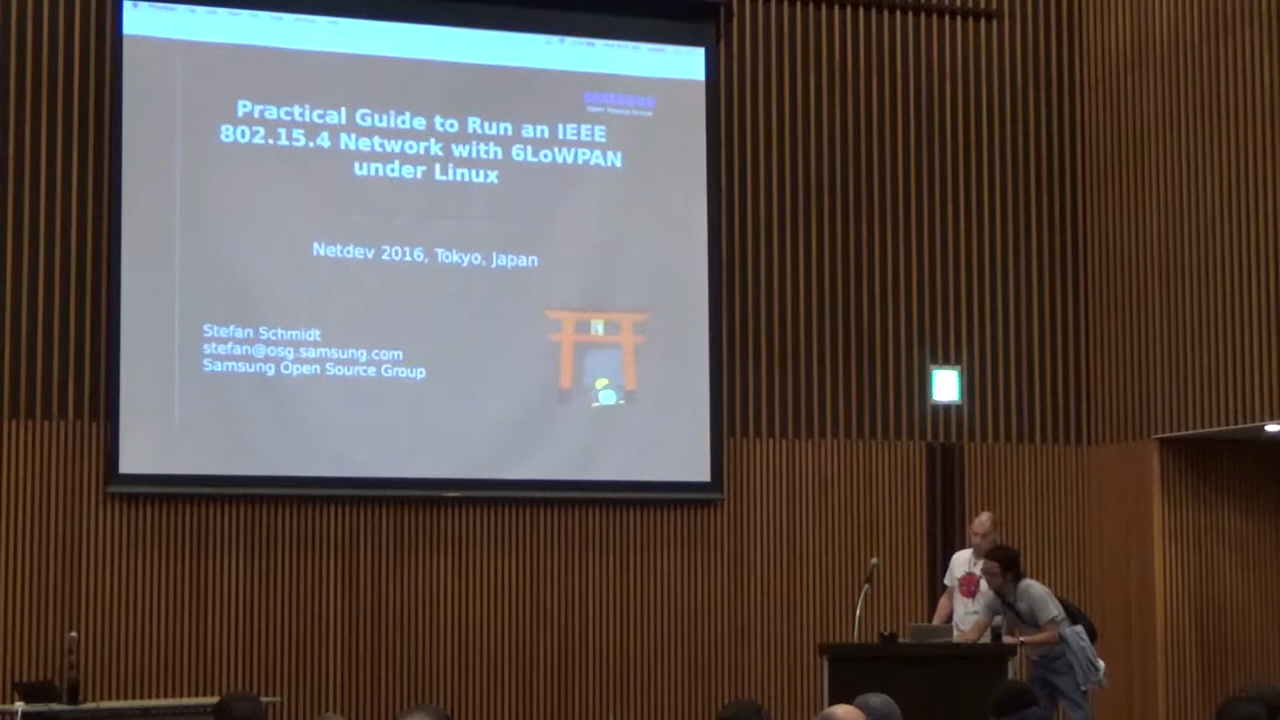 SAMSUNG
Practical Guide to Run an IEEE
802.15.4 Network with 6LoWPAN
under Linux
Netdev 2016, Tokyo, Japan
Stefan Schmidt
stefan@osg.samsung.com
Samsung Open Source Group